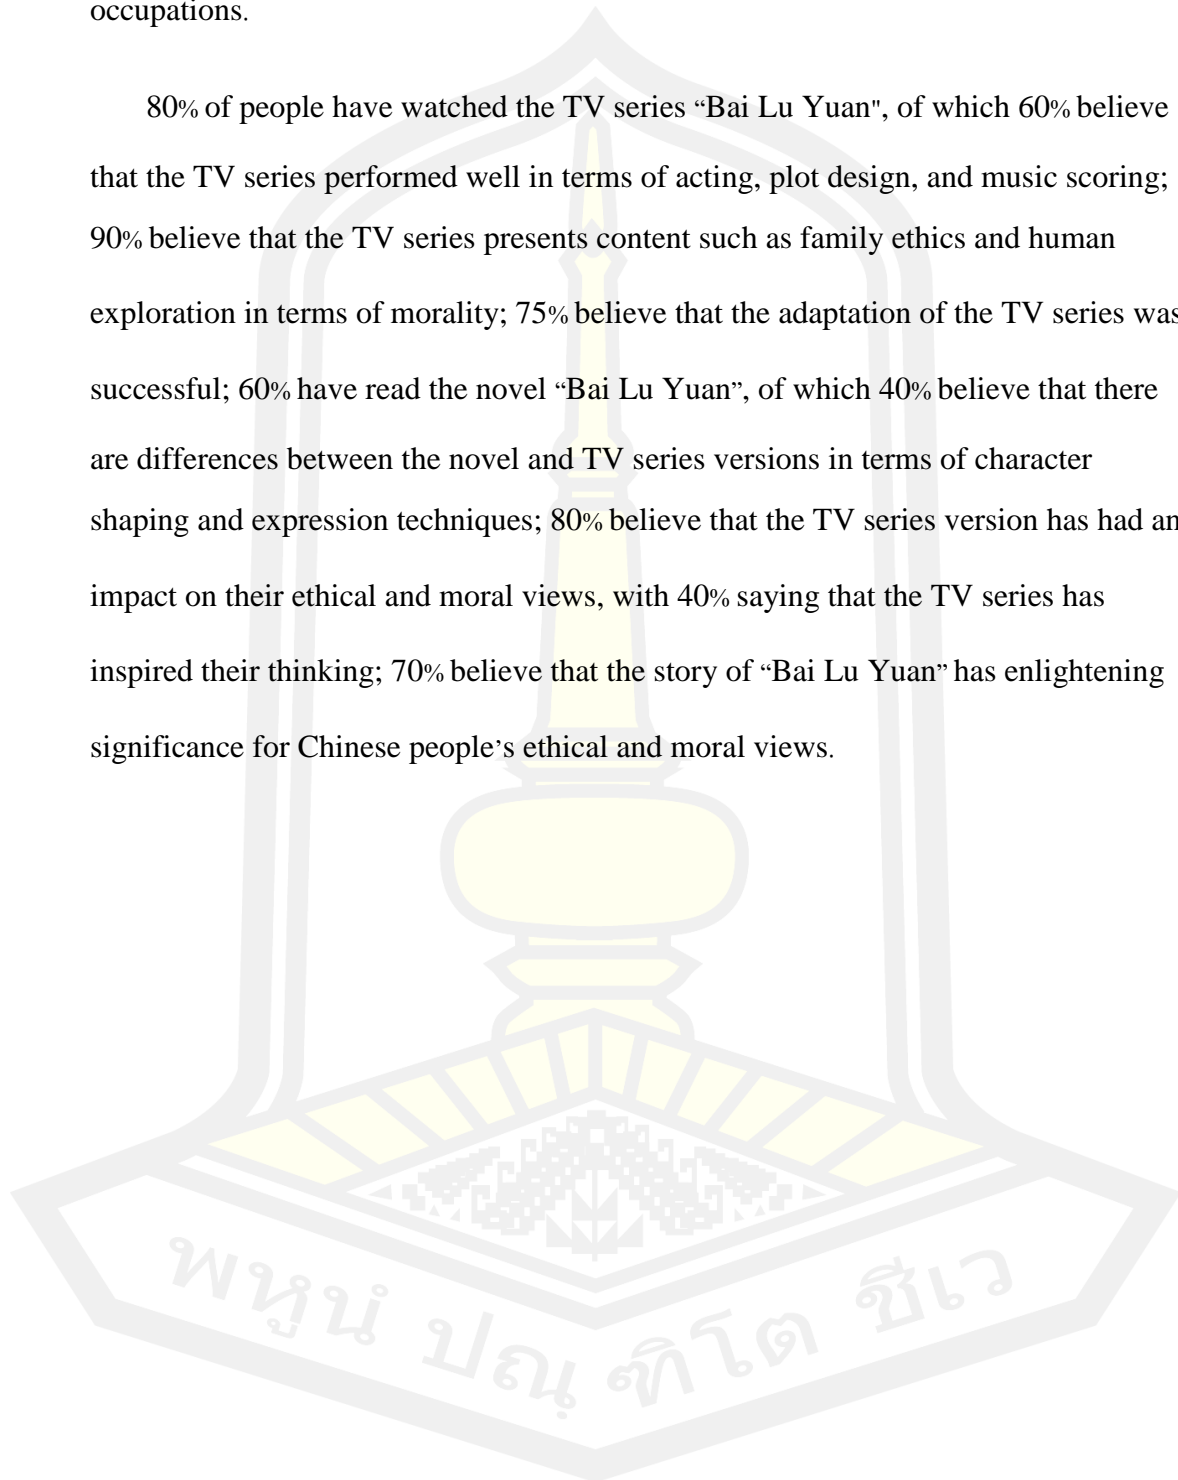 occupations.
80% of people have watched the TV series “Bai Lu Yuan", of which 60% believe
that the TV series performed well in terms of acting, plot design, and music scoring;
90% believe that the TV series presents content such as family ethics and human
exploration in terms of morality; 75% believe that the adaptation of the TV series was
successful; 60% have read the novel “Bai Lu Yuan”, of which 40% believe that there
are differences between the novel and TV series versions in terms of character
shaping and expression techniques; 80% believe that the TV series version has had an
impact on their ethical and moral views, with 40% saying that the TV series has
inspired their thinking; 70% believe that the story of “Bai Lu Yuan” has enlightening
significance for Chinese people’s ethical and moral views.
พหูนํ ปณฺฑิโต ชีเว